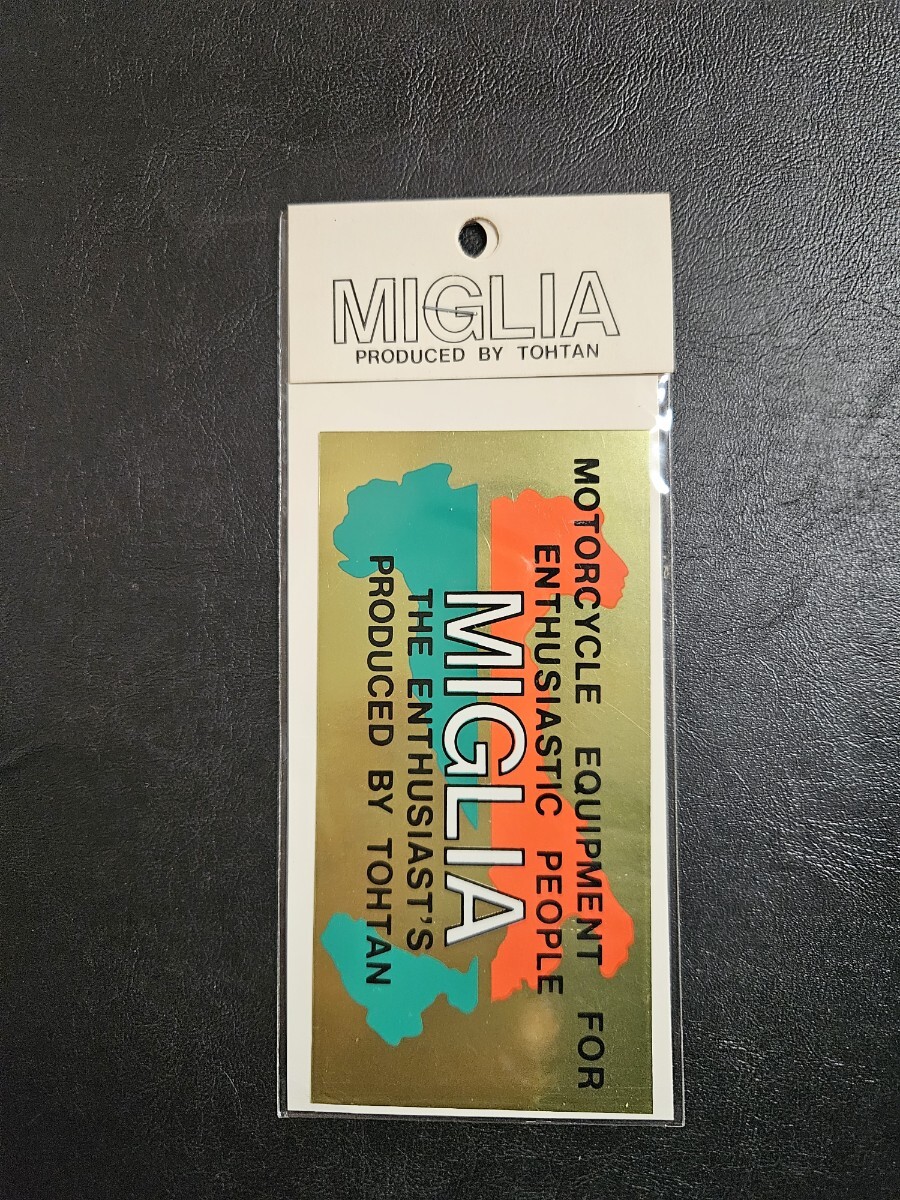 MIGLIA
PRODUCED BY TOHTAN
MOTORCYCLE EQUIPMENT FOR
ENTHUSIASTIC PEOPLE
MIGLIA
THE ENTHUSIAST'S
PRODUCED BY TOHTAN